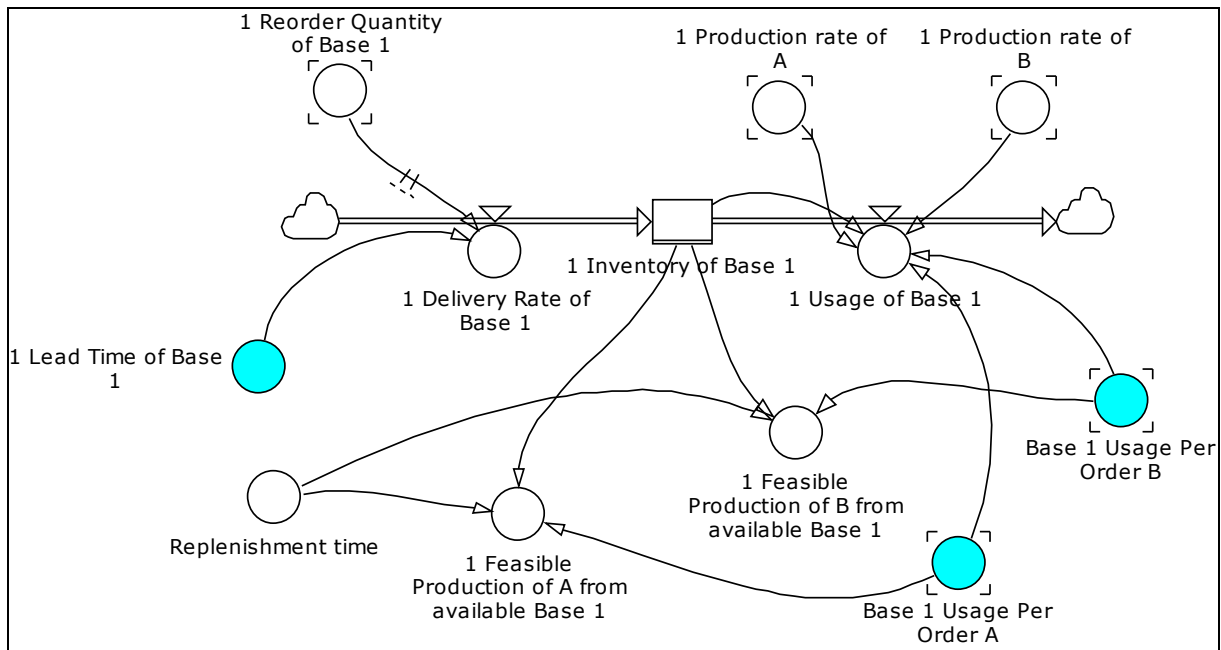 1 Reorder Quantity
of Base 1
1 Production rate of
A
1 Production rate of
B
1 Inventory of Base 1
1 Delivery Rate of
Base 1
1 Usage of Base 1
1 Lead Time of Base
1
Base 1 Usage Per
Order B
1 Feasible
Production of B from
available Base 1
Replenishment time
1 Feasible
Production of A from
available Base 1
Base 1 Usage Per
Order A